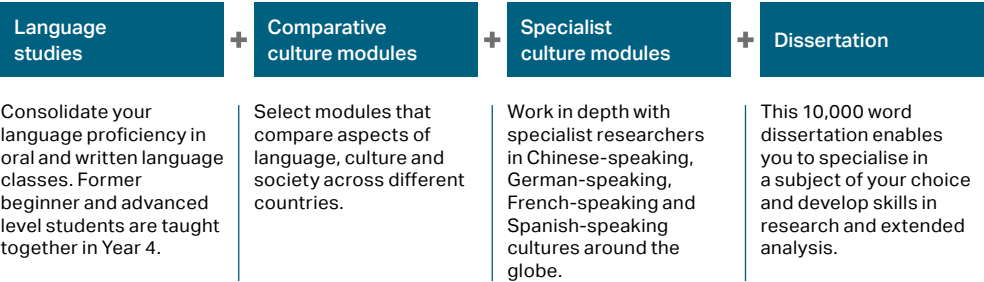 Language
studies
+
Comparative
culture modules
+
Specialist
culture modules
+
Dissertation
Consolidate your
language proficiency in
oral and written language
classes. Former
beginner and advanced
level students are taught
together in Year 4.
Select modules that
compare aspects of
language, culture and
society across different
countries.
Work in depth with
specialist researchers
in Chinese-speaking,
German-speaking,
French-speaking and
Spanish-speaking
cultures around the
globe.
This 10,000 word
dissertation enables
you to specialise in
a subject of your choice
and develop skills in
research and extended
analysis.